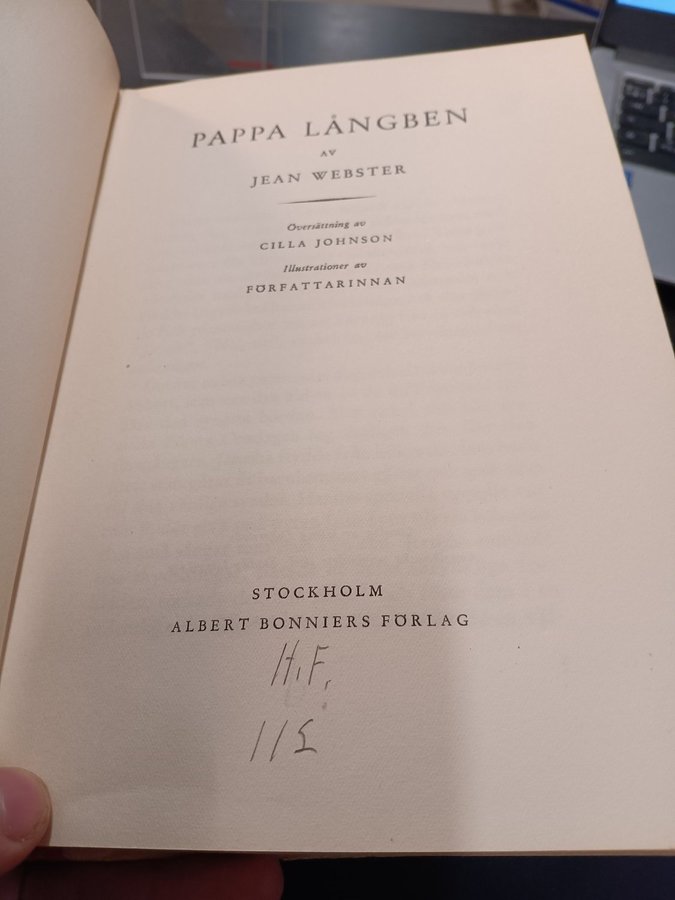 PAPPA LÅNGBEN
AV
JEAN WEBSTER
Översättning av
CILLA JOHNSON
Illustrationer av
FÖRFATTARINNAN
STOCKHOLM
ALBERT BONNIERS FÖRLAG
H.F.